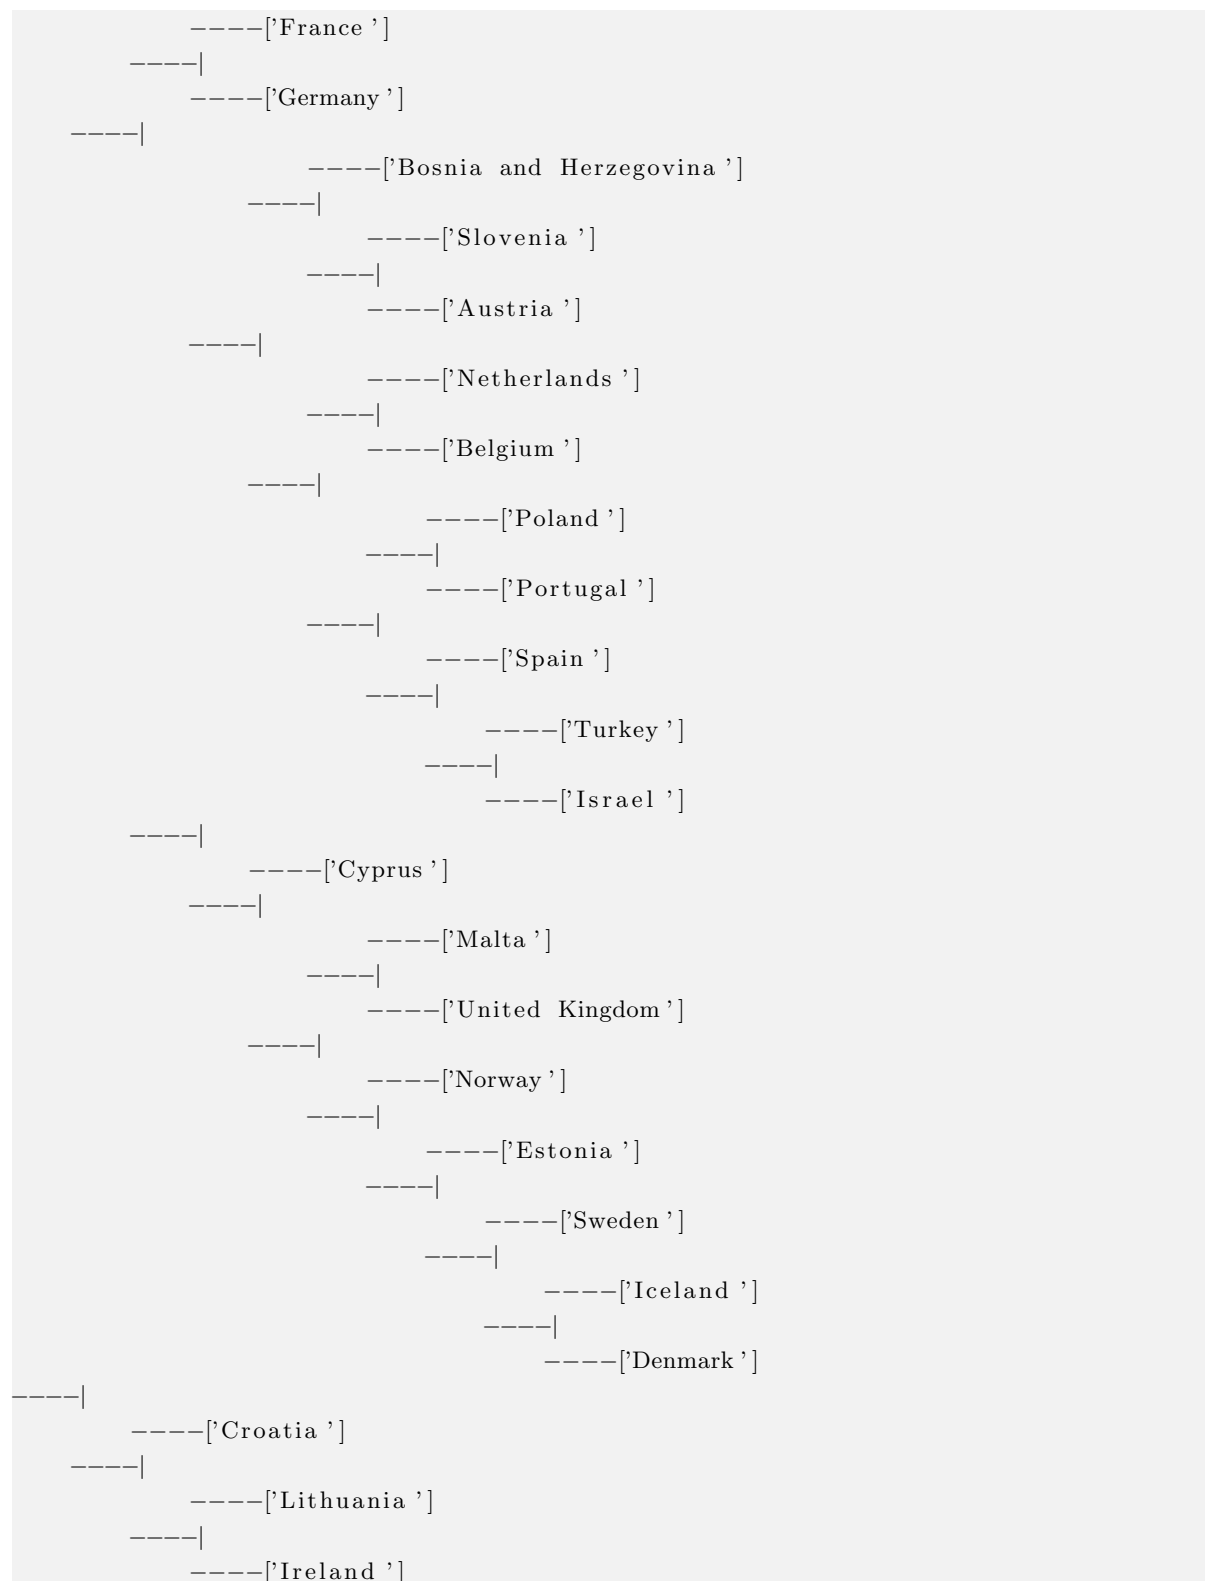 ----['France ']
          ----|
               ----['Germany ']
     ----|
                         ----['Bosnia and Herzegovina ']
                    ----|
                              ----['Slovenia ']
                         ----|
                              ----['Austria ']
               ----|
                              ----['Netherlands ']
                         ----|
                              ----['Belgium ']
                    ----|
                                   ----['Poland ']
                              ----|
                                   ----['Portugal ']
                         ----|
                                   ----['Spain ']
                              ----|
                                        ----['Turkey ']
                                   ----|
                                        ----['Israel ']
          ----|
                    ----['Cyprus ']
               ----|
                              ----['Malta ']
                         ----|
                              ----['United Kingdom ']
                    ----|
                              ----['Norway ']
                         ----|
                                   ----['Estonia ']
                              ----|
                                        ----['Sweden ']
                                   ----|
                                             ----['Iceland ']
                                        ----|
                                             ----['Denmark ']
----|
          ----['Croatia ']
     ----|
               ----['Lithuania ']
          ----|
               ----['Ireland ']